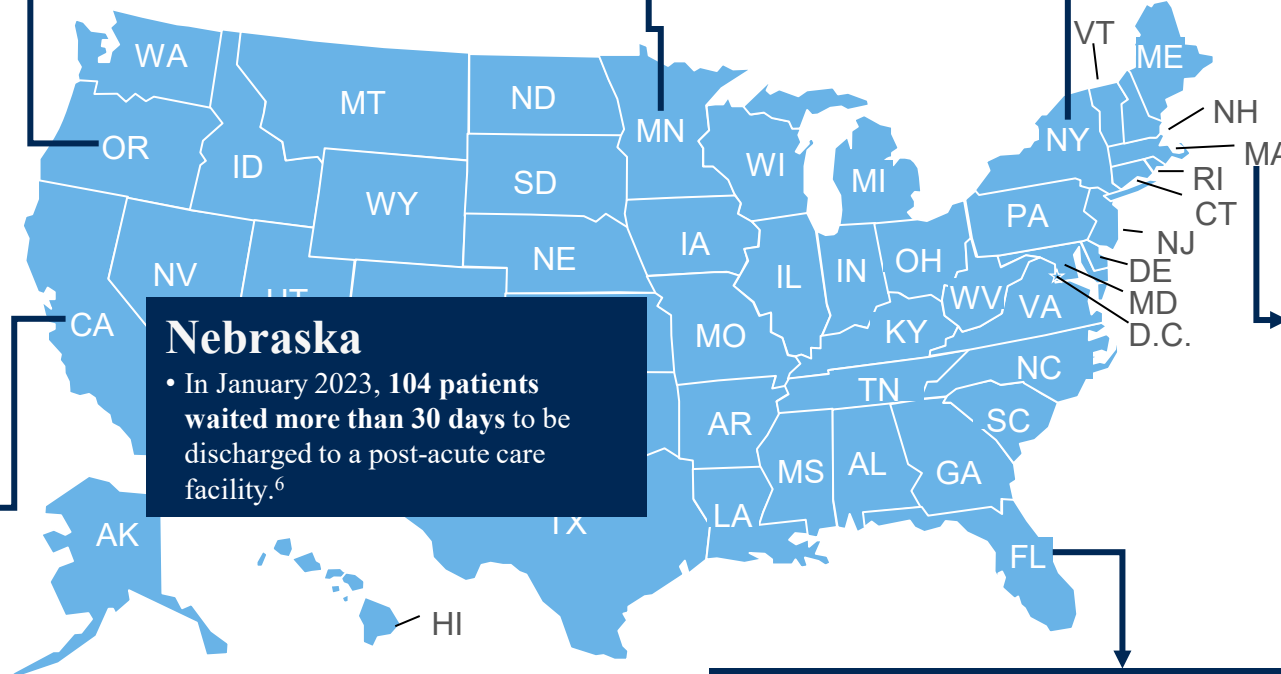 VT
WA
ME
MT
ND
NH
MN
NY
OR
MA
WI
ID
MI
RI
SD
WY
CT
PA
IA
NJ
NE
OH
NV
IL
IN
DE
UT
WV
MD
VA
CA
MO
KY
D.C.
Nebraska
• In January 2023, 104 patients
waited more than 30 days to be
discharged to a post-acute care
facility.6
NC
TN
SC
AR
AL
MS
GA
LA
TX
AK
FL
HI